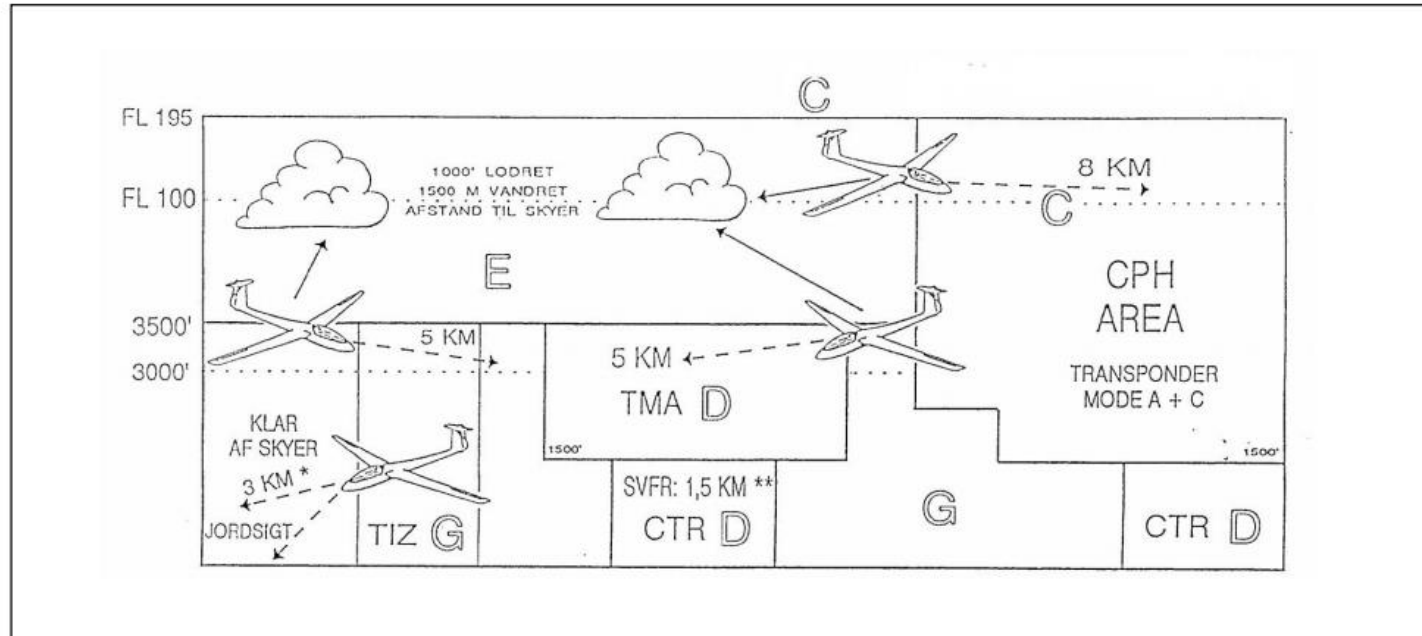 C
FL 195
1000' LODRET
1500 M VANDRET
AFSTAND TIL SKYER
8 KM
FL 100
C
E
CPH
AREA
3500'
5 KM
5 KM
3000'
TMA D
TRANSPONDER
MODE A + C
KLAR
AF SKYER
1500'
1500'
3 KM *
SVFR: 1,5 KM **
G
JORDSIGT
TIZ G
CTR D
CTR D